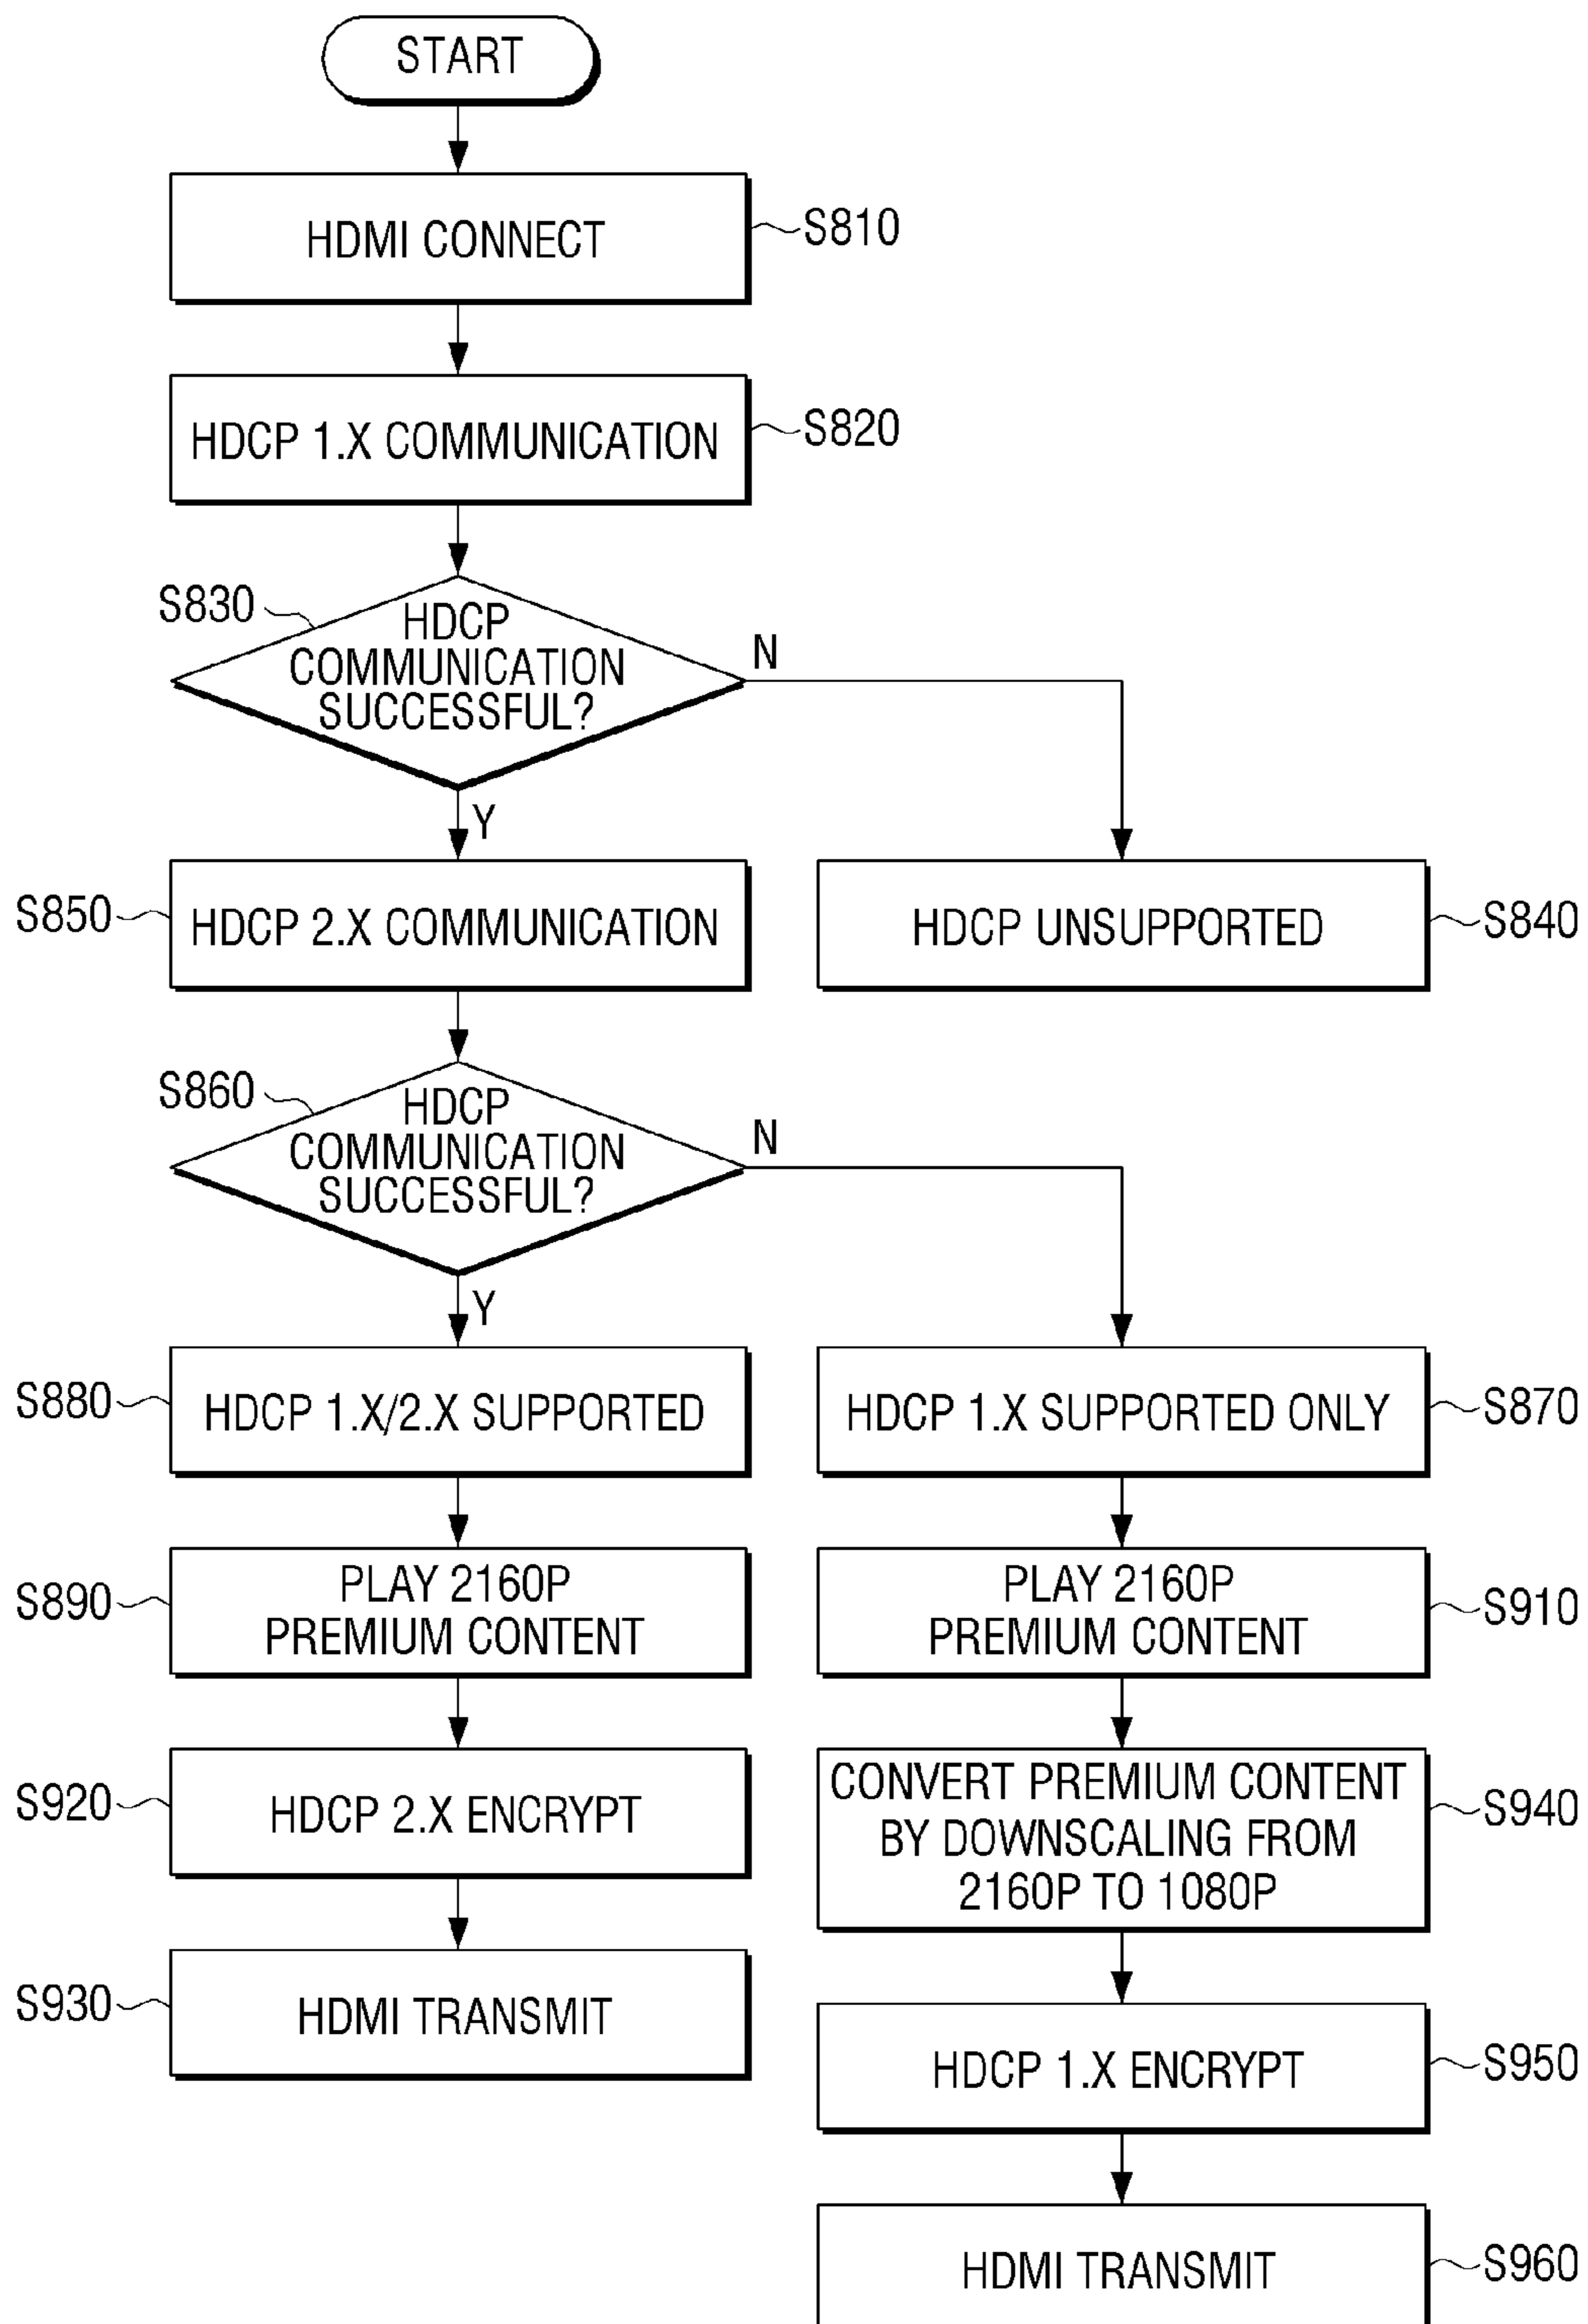 START
HDMI CONNECT
S810
HDCP 1.X COMMUNICATION
S820
S830
HDCP
COMMUNICATION
SUCCESSFUL?
N
Y
S850
HDCP 2.X COMMUNICATION
HDCP UNSUPPORTED
S840
S860
HDCP
COMMUNICATION
SUCCESSFUL?
N
Y
S880
HDCP 1.X/2.X SUPPORTED
HDCP 1.X SUPPORTED ONLY
S870
S890
PLAY 2160P
PREMIUM CONTENT
PLAY 2160P
PREMIUM CONTENT
S910
S920
HDCP 2.X ENCRYPT
CONVERT PREMIUM CONTENT
BY DOWNSCALING FROM
2160P TO 1080P
S940
S930
HDMI TRANSMIT
HDCP 1.X ENCRYPT
S950
HDMI TRANSMIT
S960